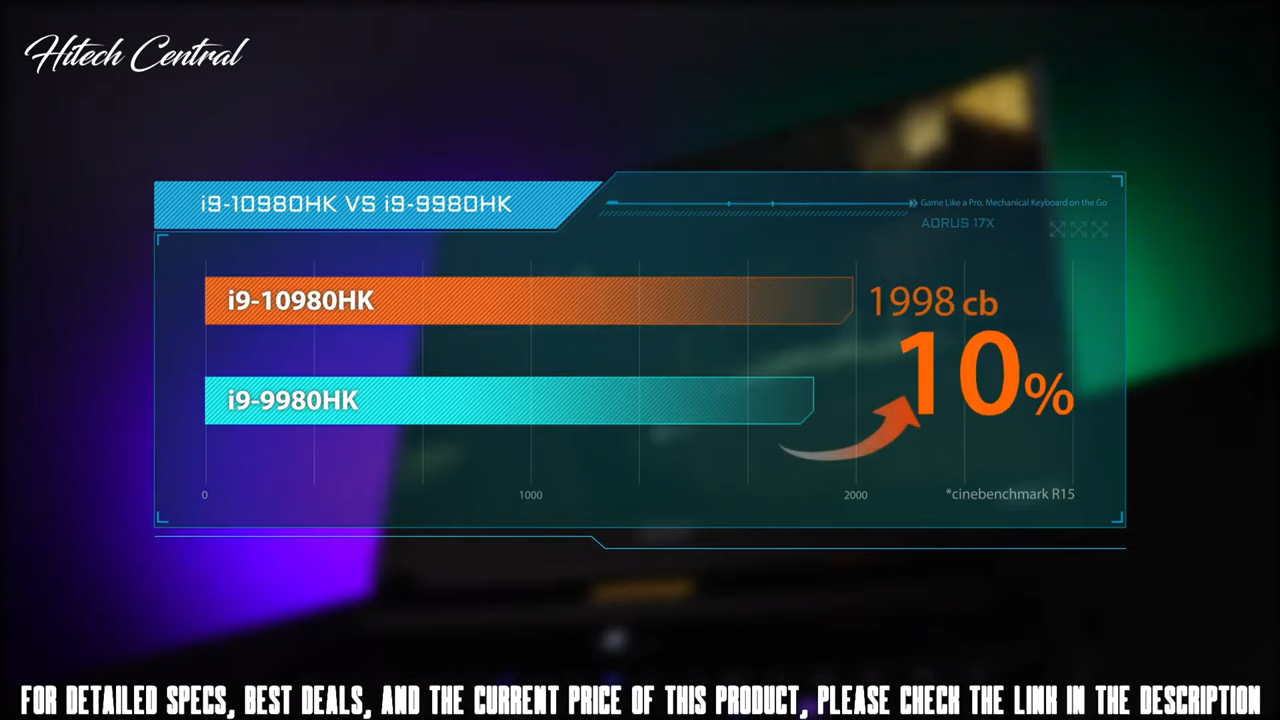 Hitech Central
i9-10980HK VS i9-9980HK
Game Like a Pro, Mechanical Keyboard on the Go
AORUS 17X
i9-10980HK
1998 cb
10%
i9-9980HK
0
1000
2000
*cinebenchmark R15
FOR DETAILED SPECS, BEST DEALS, AND THE CURRENT PRICE OF THIS PRODUCT, PLEASE CHECK THE LINK IN THE DESCRIPTION